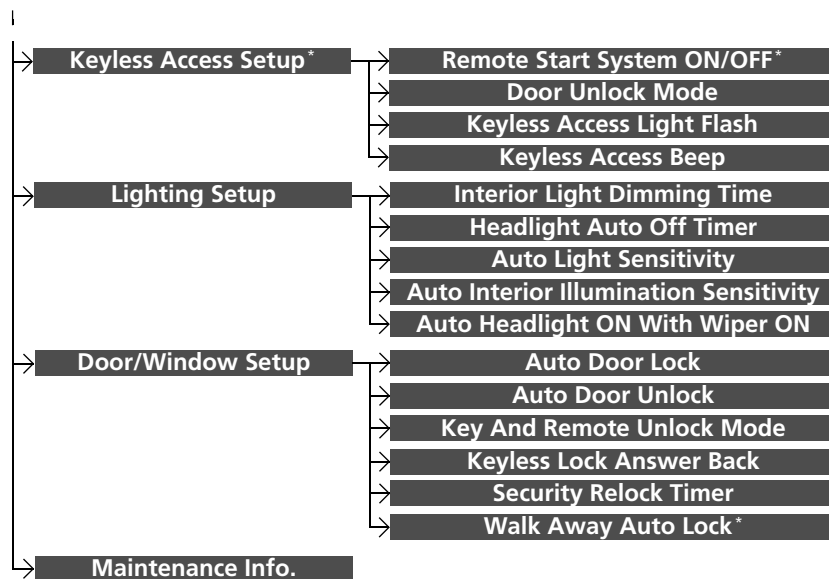 Keyless Access Setup*
Remote Start System ON/OFF*
Door Unlock Mode
Keyless Access Light Flash
Keyless Access Beep
Lighting Setup
Interior Light Dimming Time
Headlight Auto Off Timer
Auto Light Sensitivity
Auto Interior Illumination Sensitivity
Auto Headlight ON With Wiper ON
Door/Window Setup
Auto Door Lock
Auto Door Unlock
Key And Remote Unlock Mode
Keyless Lock Answer Back
Security Relock Timer
Walk Away Auto Lock*
Maintenance Info.